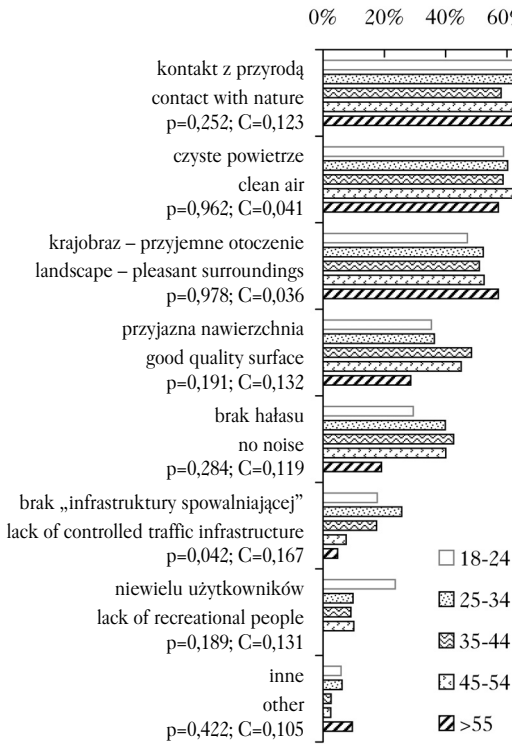 0% 20% 40% 60%
kontakt z przyrodą
contact with nature
p=0,252; C=0,123
czyste powietrze
clean air
p=0,962; C=0,041
krajobraz – przyjemne otoczenie
landscape – pleasant surroundings
p=0,978; C=0,036
przyjazna nawierzchnia
good quality surface
p=0,191; C=0,132
brak hałasu
no noise
p=0,284; C=0,119
brak „infrastruktury spowalniającej”
lack of controlled traffic infrastructure
p=0,042; C=0,167
niewielu użytkowników
lack of recreational people
p=0,189; C=0,131
inne
other
p=0,422; C=0,105
18-24
25-34
35-44
45-54
>55